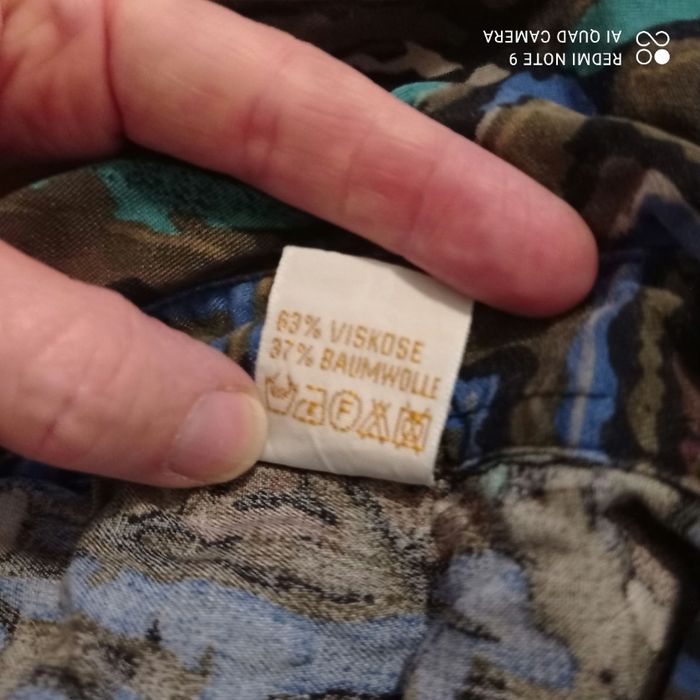 REDMI NOTE 9
AI QUAD CAMERA
63% VISKOSE
37% BAUMWOLLE
F